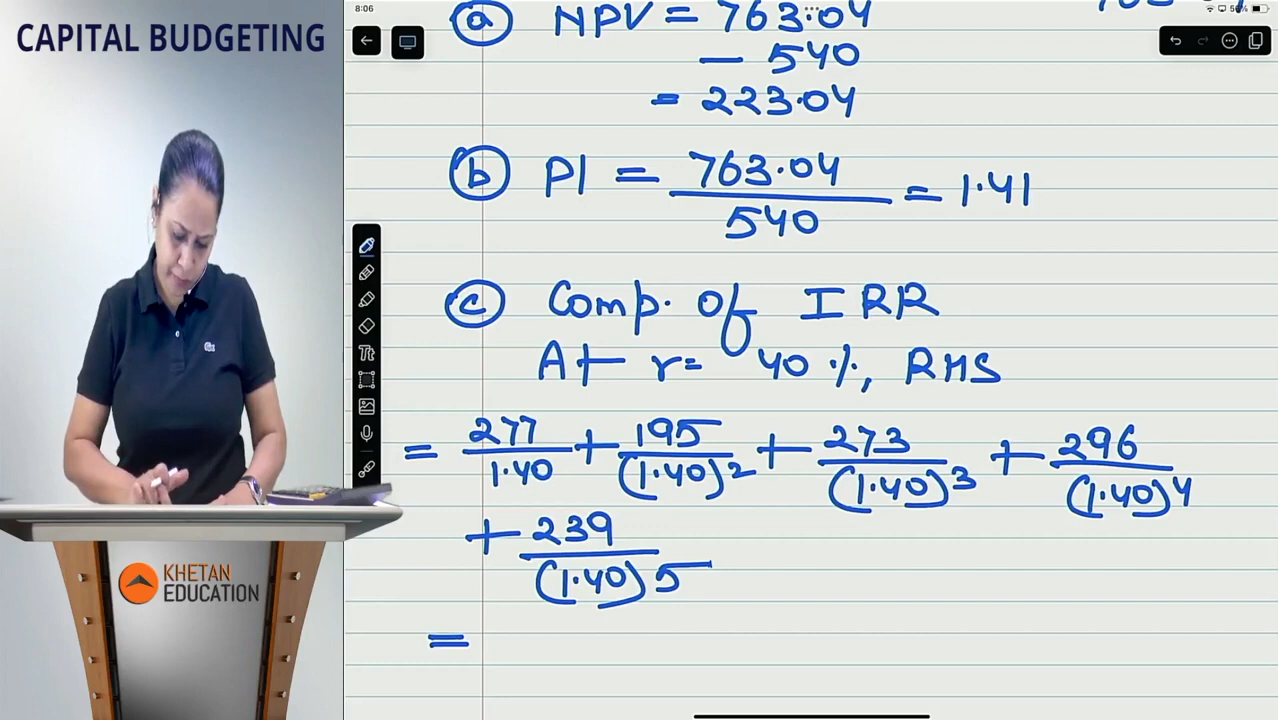 8:06
56%
CAPITAL BUDGETING
(a) NPV = 763.04
- 540
= 223.04
(b) PI = 763.04 / 540 = 1.41
(c) Comp. of IRR
At r = 40 %, RHS
= 277 / 1.40 + 195 / (1.40)2 + 273 / (1.40)3 + 296 / (1.40)4
+ 239 / (1.40)5
=
Tt
KHETAN
EDUCATION